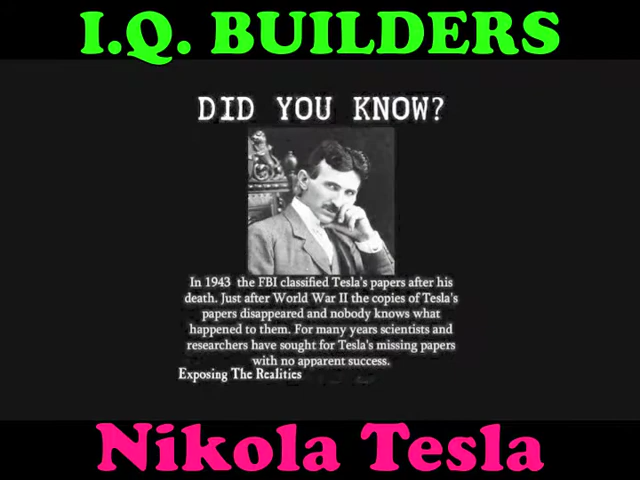 I.Q. BUILDERS
DID YOU KNOW?
In 1943 the FBI classified Tesla's papers after his
death. Just after World War II the copies of Tesla's
papers disappeared and nobody knows what
happened to them. For many years scientists and
researchers have sought for Tesla's missing papers
with no apparent success.
Exposing The Realities
Nikola Tesla